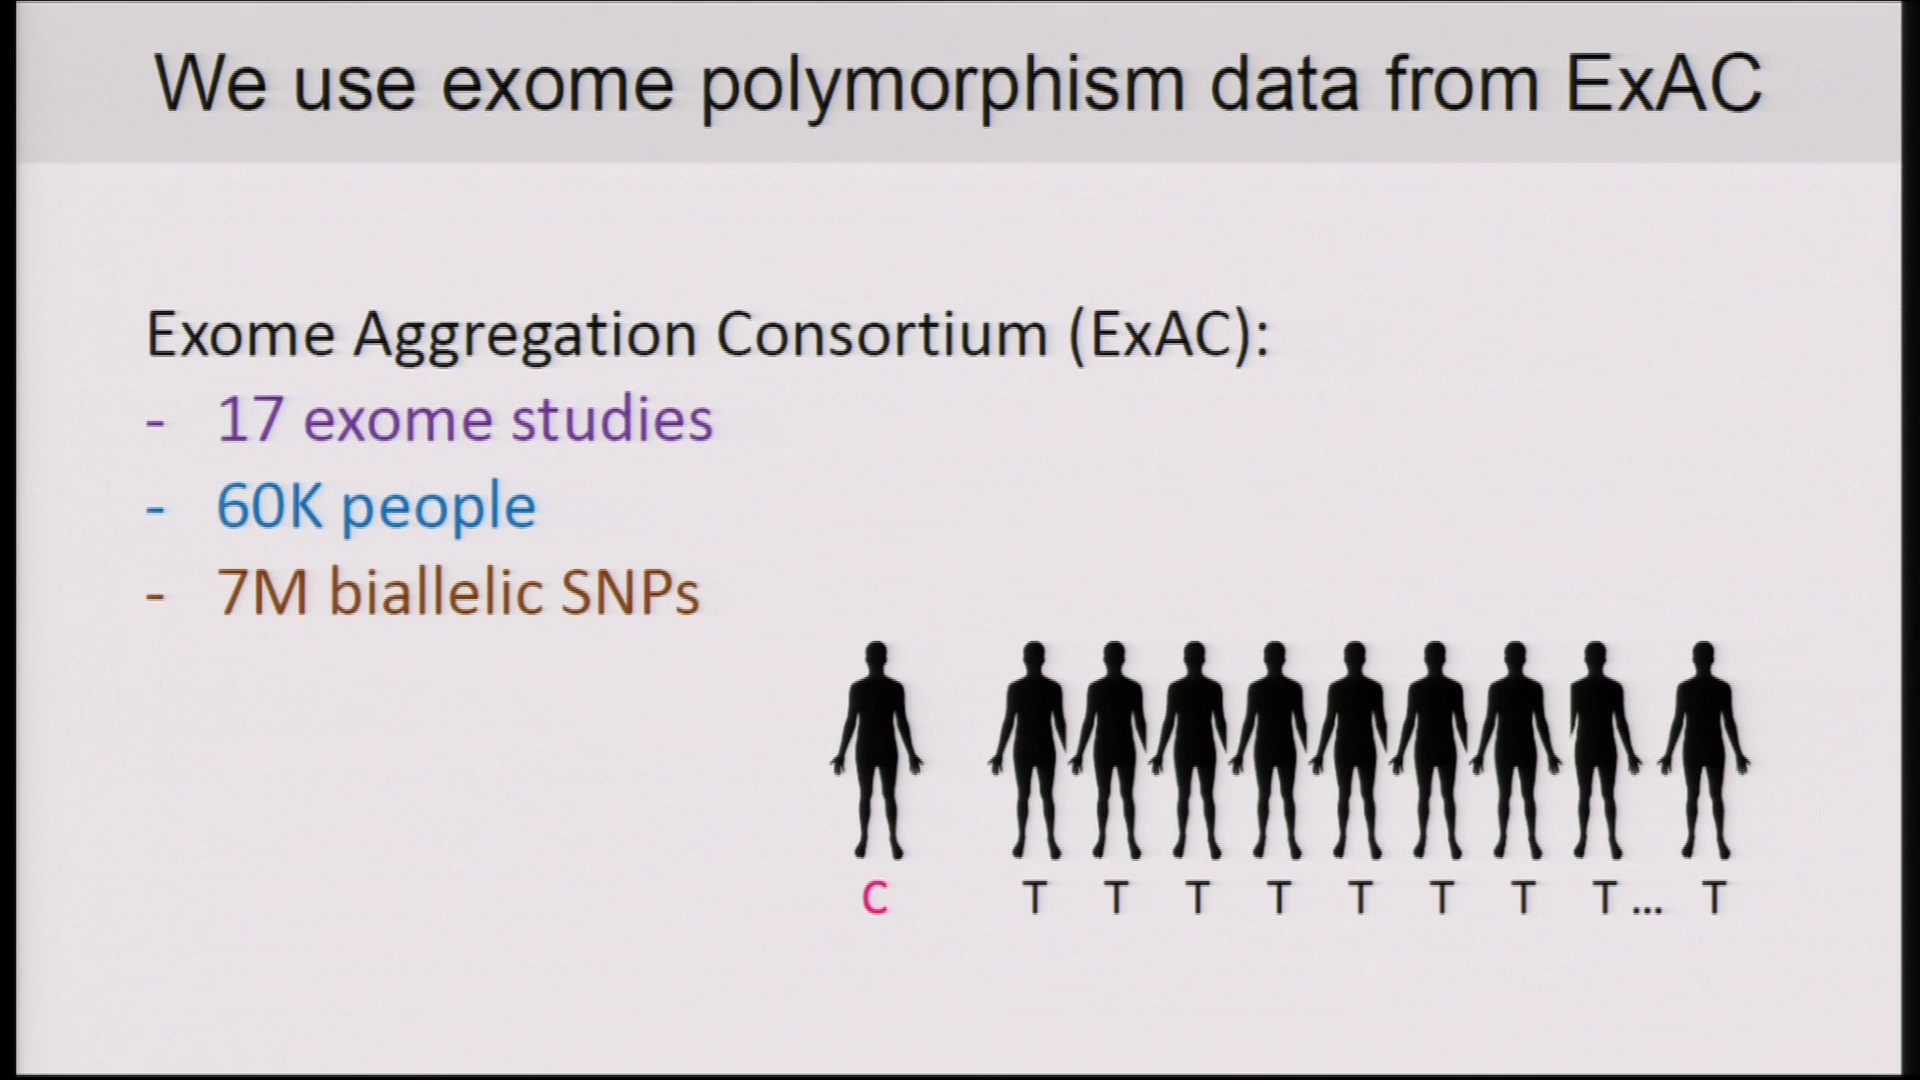 We use exome polymorphism data from ExAC
Exome Aggregation Consortium (ExAC):
- 17 exome studies
- 60K people
- 7M biallelic SNPs
C T T T T T T T T ... T